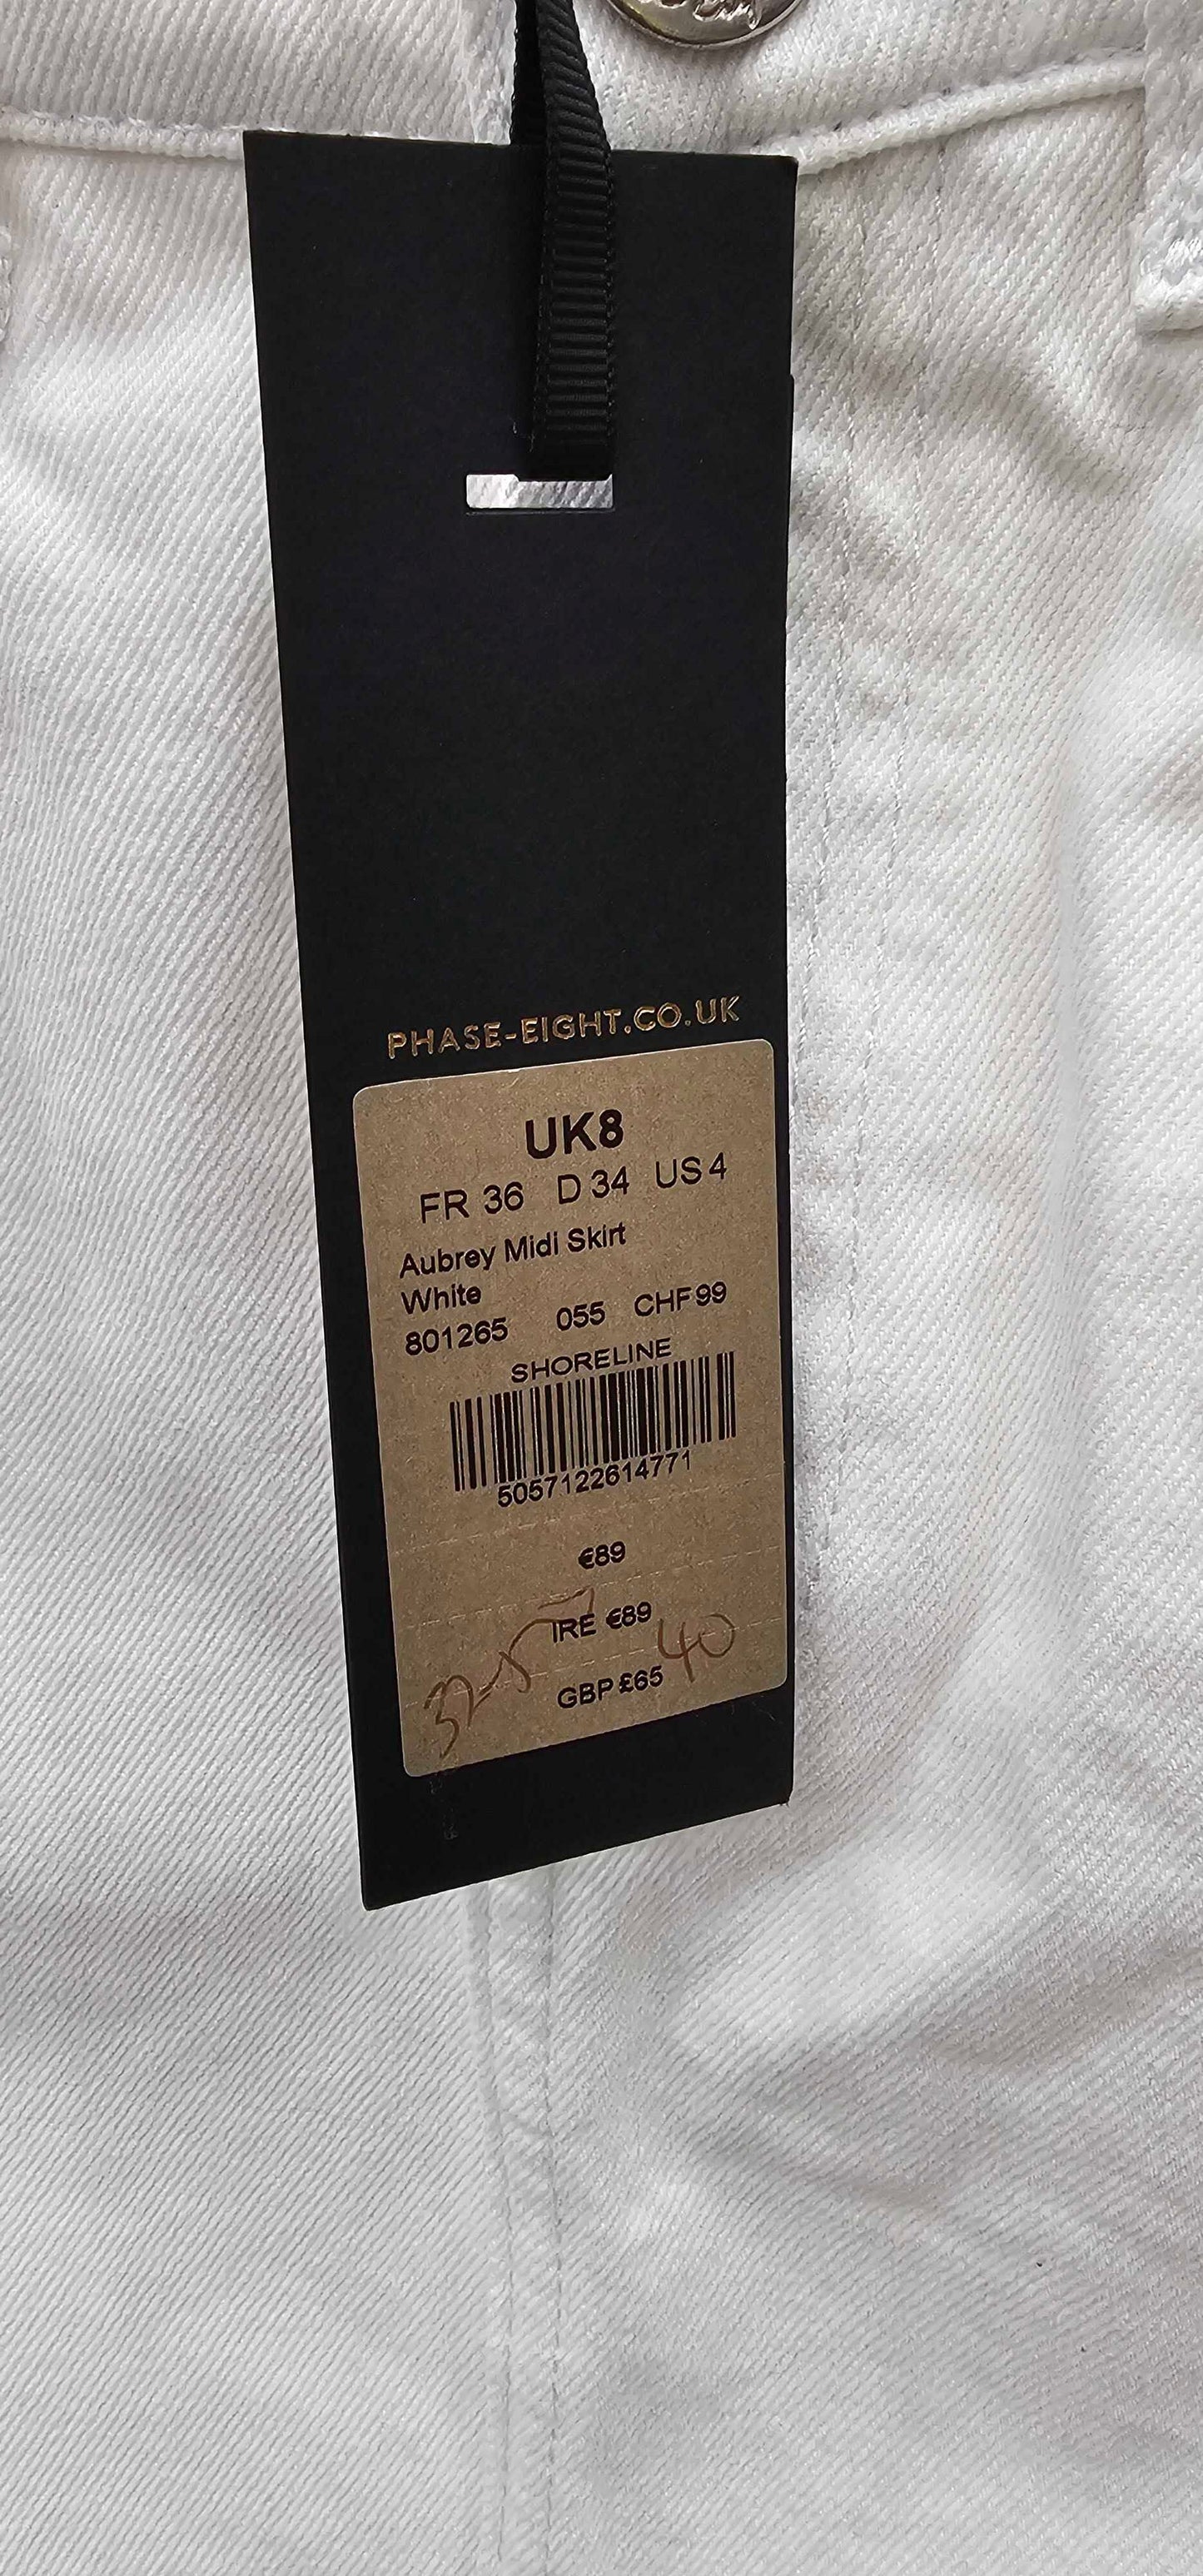 PHASE-EIGHT.CO.UK
UK8
FR 36 D 34 US 4
Aubrey Midi Skirt
White
801265 055 CHF 99
SHORELINE
5057122614771
€89
IRE €89
GBP £65
40